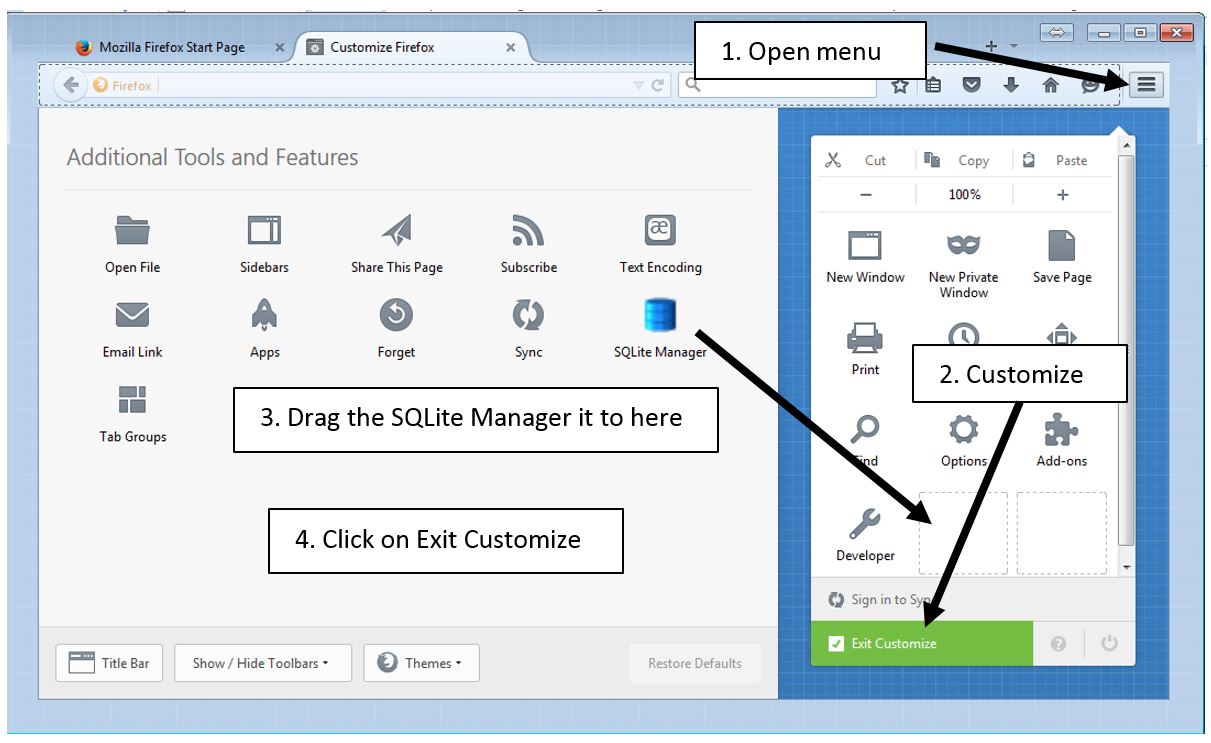 Mozilla Firefox Start Page
Customize Firefox
1. Open menu
Firefox
Additional Tools and Features
Cut Copy Paste
100%
Open File
Sidebars
Share This Page
Subscribe
Text Encoding
New Window
New Private
Window
Save Page
Email Link
Apps
Forget
Sync
SQLite Manager
Print
2. Customize
Tab Groups
3. Drag the SQLite Manager it to here
Find
Options
Add-ons
4. Click on Exit Customize
Developer
Sign in to Sync
Exit Customize
Title Bar
Show / Hide Toolbars
Themes
Restore Defaults